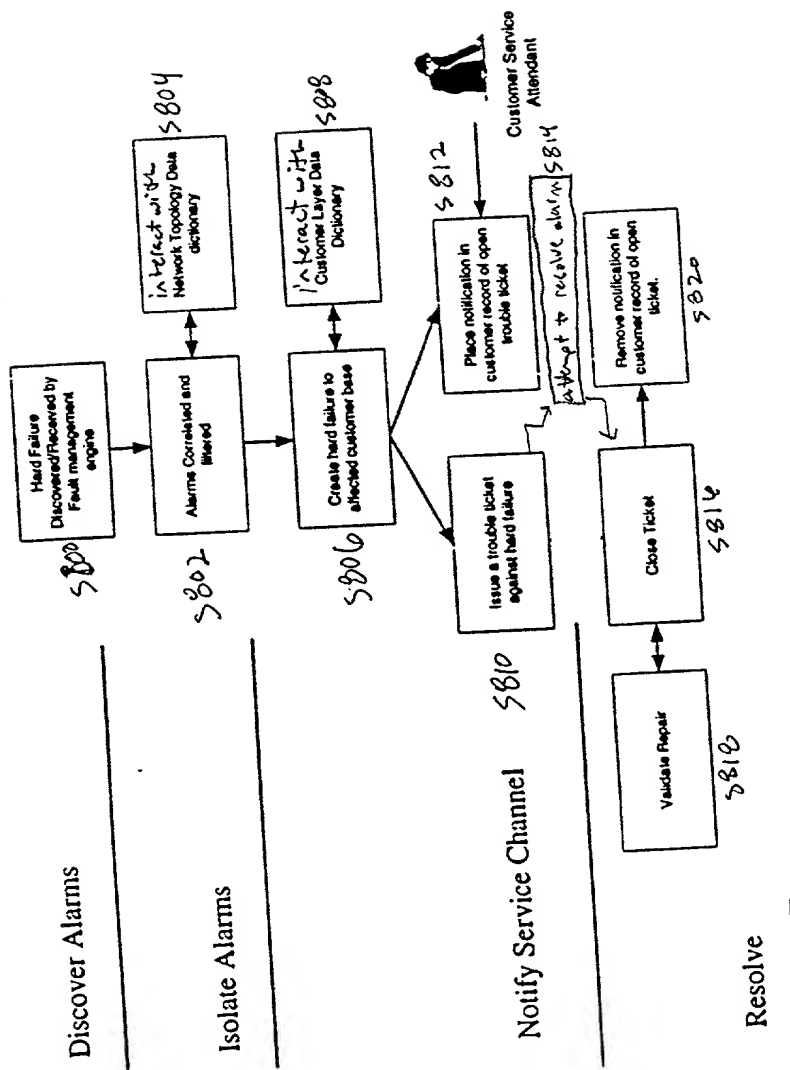 Discover Alarms
Hard Failure
Discovered/Received by
Fault management
engine
S800
Isolate Alarms
Alarms Correlated and
filtered
S802
interact with
Network Topology Data
dictionary
S804
Create hard failure to
affected customer base
S806
interact with
Customer Layer Data
Dictionary
S808
Notify Service Channel
Issue a trouble ticket
against hard failure
S810
Place notification in
customer record of open
trouble ticket
S812
Customer Service
Attendant
attempt to resolve alarm
S814
Resolve
Validate Repair
S818
Close Ticket
S816
Remove notification in
customer record of open
ticket.
S820